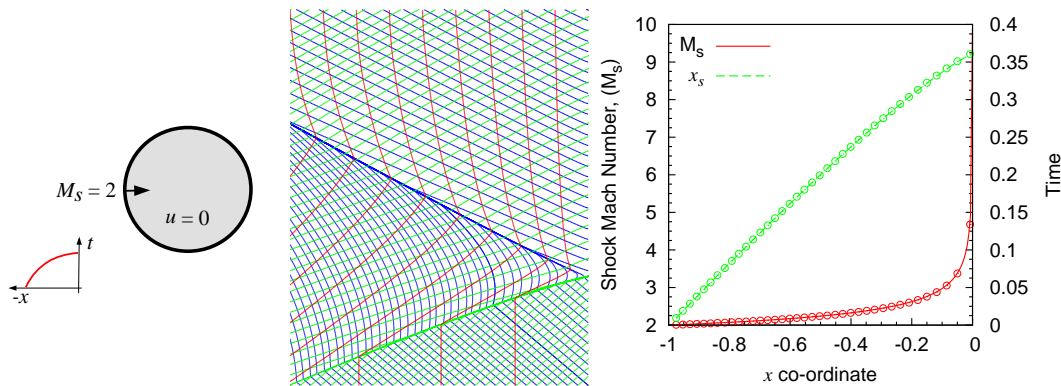 M_s = 2
u = 0
t
-x
Shock Mach Number, (M_s)
10
9
8
7
6
5
4
3
2
M_s
x_s
-1
-0.8
-0.6
-0.4
-0.2
0
x co-ordinate
0.4
0.35
0.3
0.25
0.2
0.15
0.1
0.05
0
Time